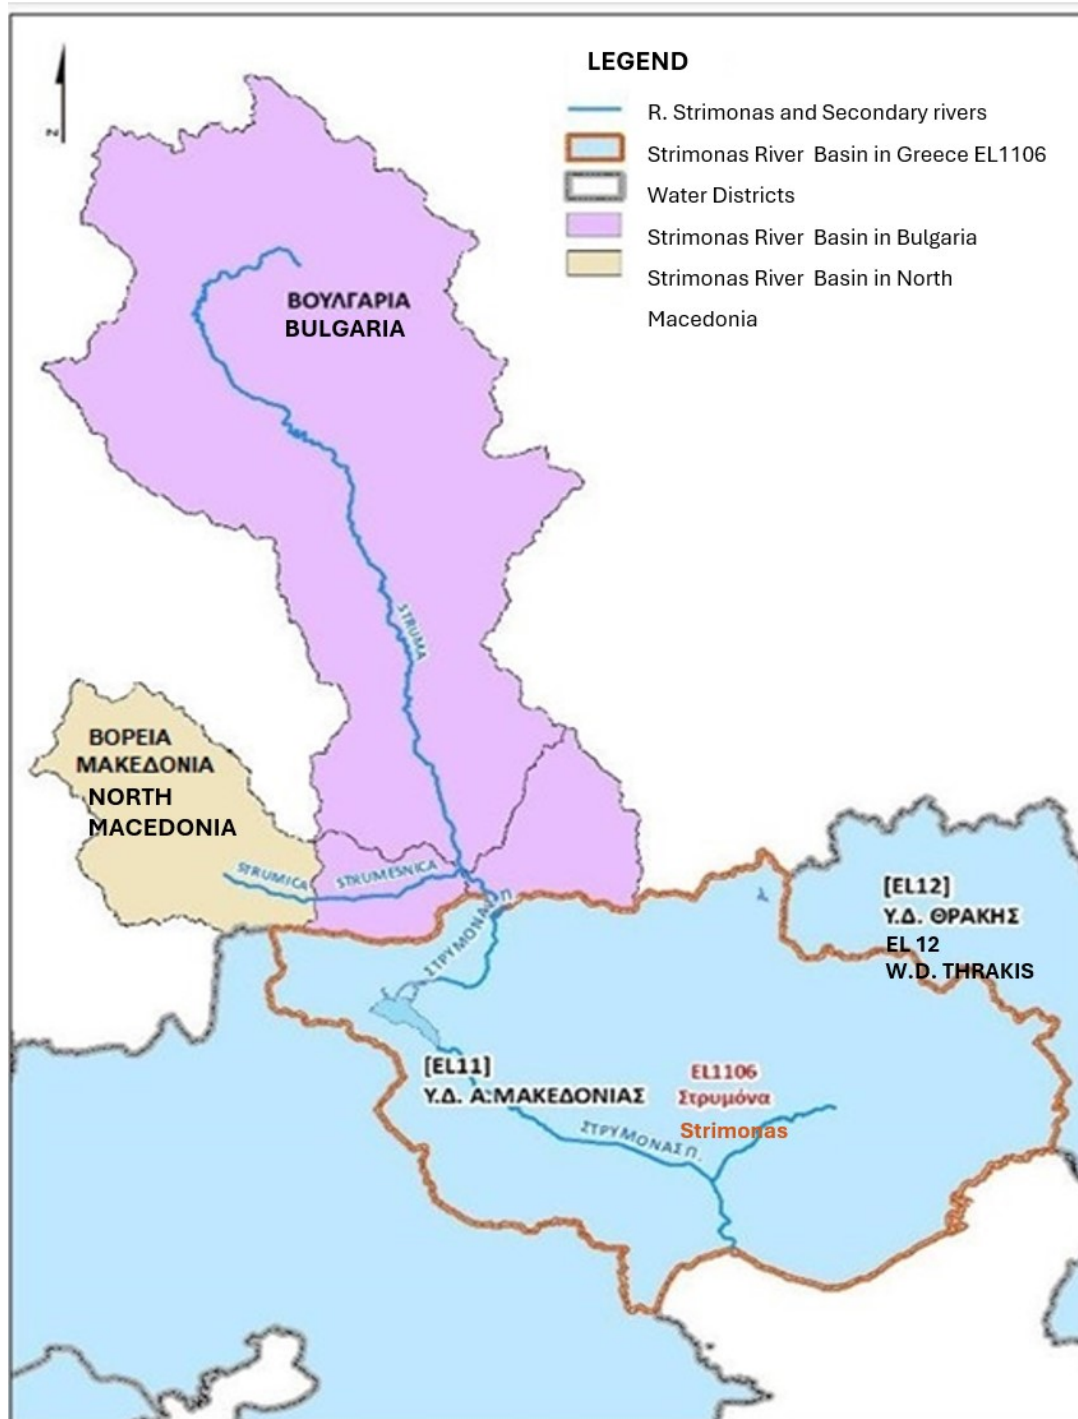 LEGEND
R. Strimonas and Secondary rivers
Strimonas River Basin in Greece EL1106
Water Districts
Strimonas River Basin in Bulgaria
Strimonas River Basin in North
Macedonia
ΒΟΥΛΓΑΡΙΑ
BULGARIA
STRUMA
ΒΟΡΕΙΑ
ΜΑΚΕΔΟΝΙΑ
NORTH
MACEDONIA
STRUMICA
STRUMESNICA
ΣΤΡΥΜΟΝΑΣ Π
[EL12]
Υ.Δ. ΘΡΑΚΗΣ
EL 12
W.D. THRAKIS
[EL11]
Υ.Δ. Α.ΜΑΚΕΔΟΝΙΑΣ
EL1106
Στρυμόνα
Strimonas
ΣΤΡΥΜΟΝΑΣ Π.